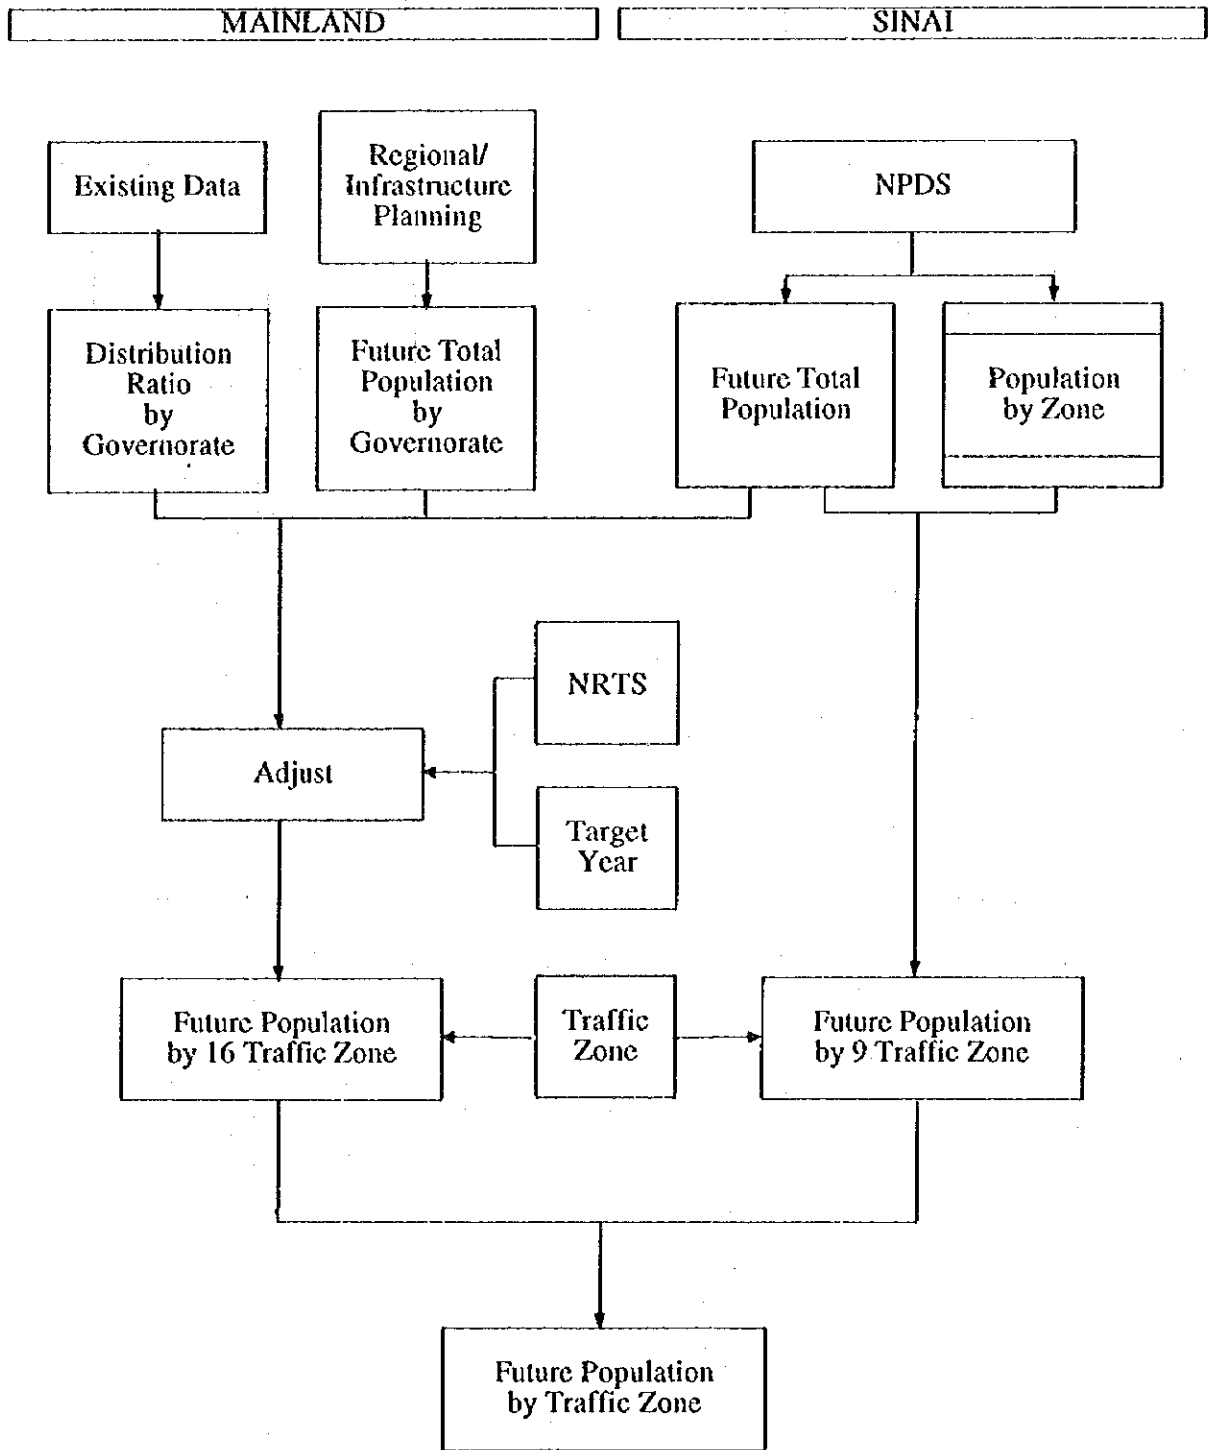 MAINLAND
SINAI
Existing Data
Regional/
Infrastructure
Planning
NPDS
Distribution
Ratio
by
Governorate
Future Total
Population
by
Governorate
Future Total
Population
Population
by Zone
NRTS
Adjust
Target
Year
Future Population
by 16 Traffic Zone
Traffic
Zone
Future Population
by 9 Traffic Zone
Future Population
by Traffic Zone